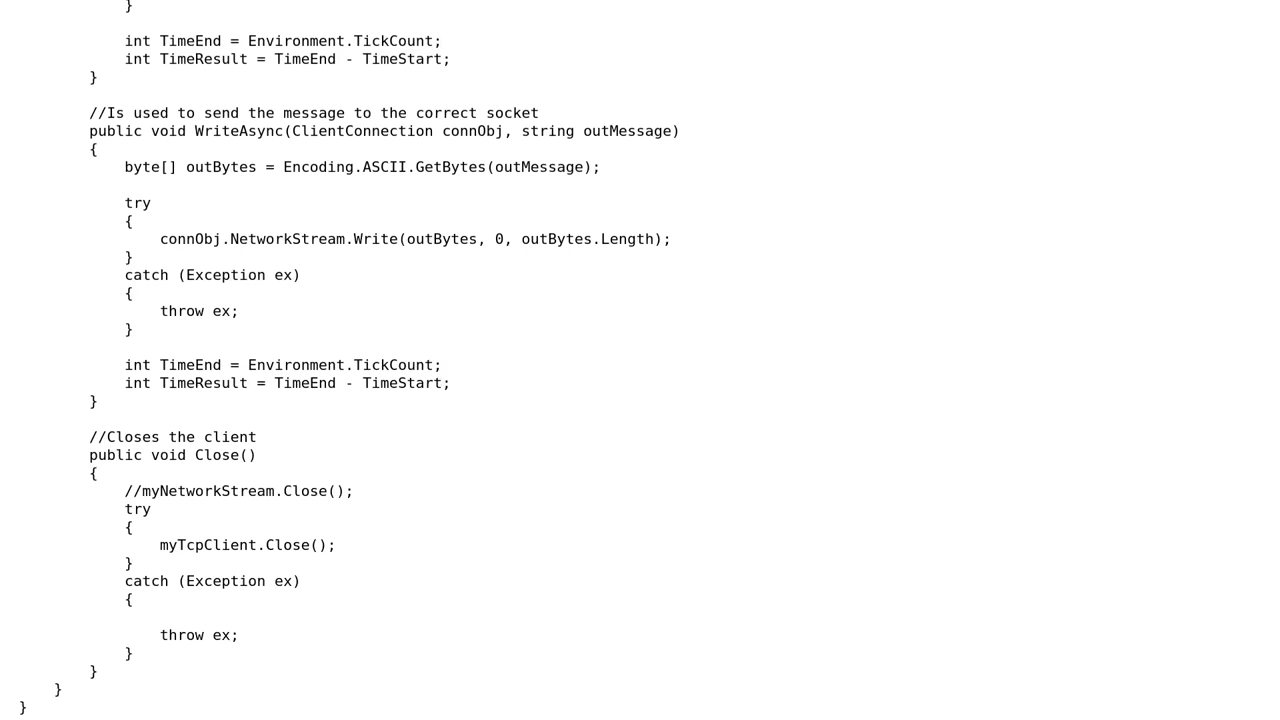 }

            int TimeEnd = Environment.TickCount;
            int TimeResult = TimeEnd - TimeStart;
        }

        //Is used to send the message to the correct socket
        public void WriteAsync(ClientConnection connObj, string outMessage)
        {
            byte[] outBytes = Encoding.ASCII.GetBytes(outMessage);

            try
            {
                connObj.NetworkStream.Write(outBytes, 0, outBytes.Length);
            }
            catch (Exception ex)
            {
                throw ex;
            }

            int TimeEnd = Environment.TickCount;
            int TimeResult = TimeEnd - TimeStart;
        }

        //Closes the client
        public void Close()
        {
            //myNetworkStream.Close();
            try
            {
                myTcpClient.Close();
            }
            catch (Exception ex)
            {

                throw ex;
            }
        }
    }
}